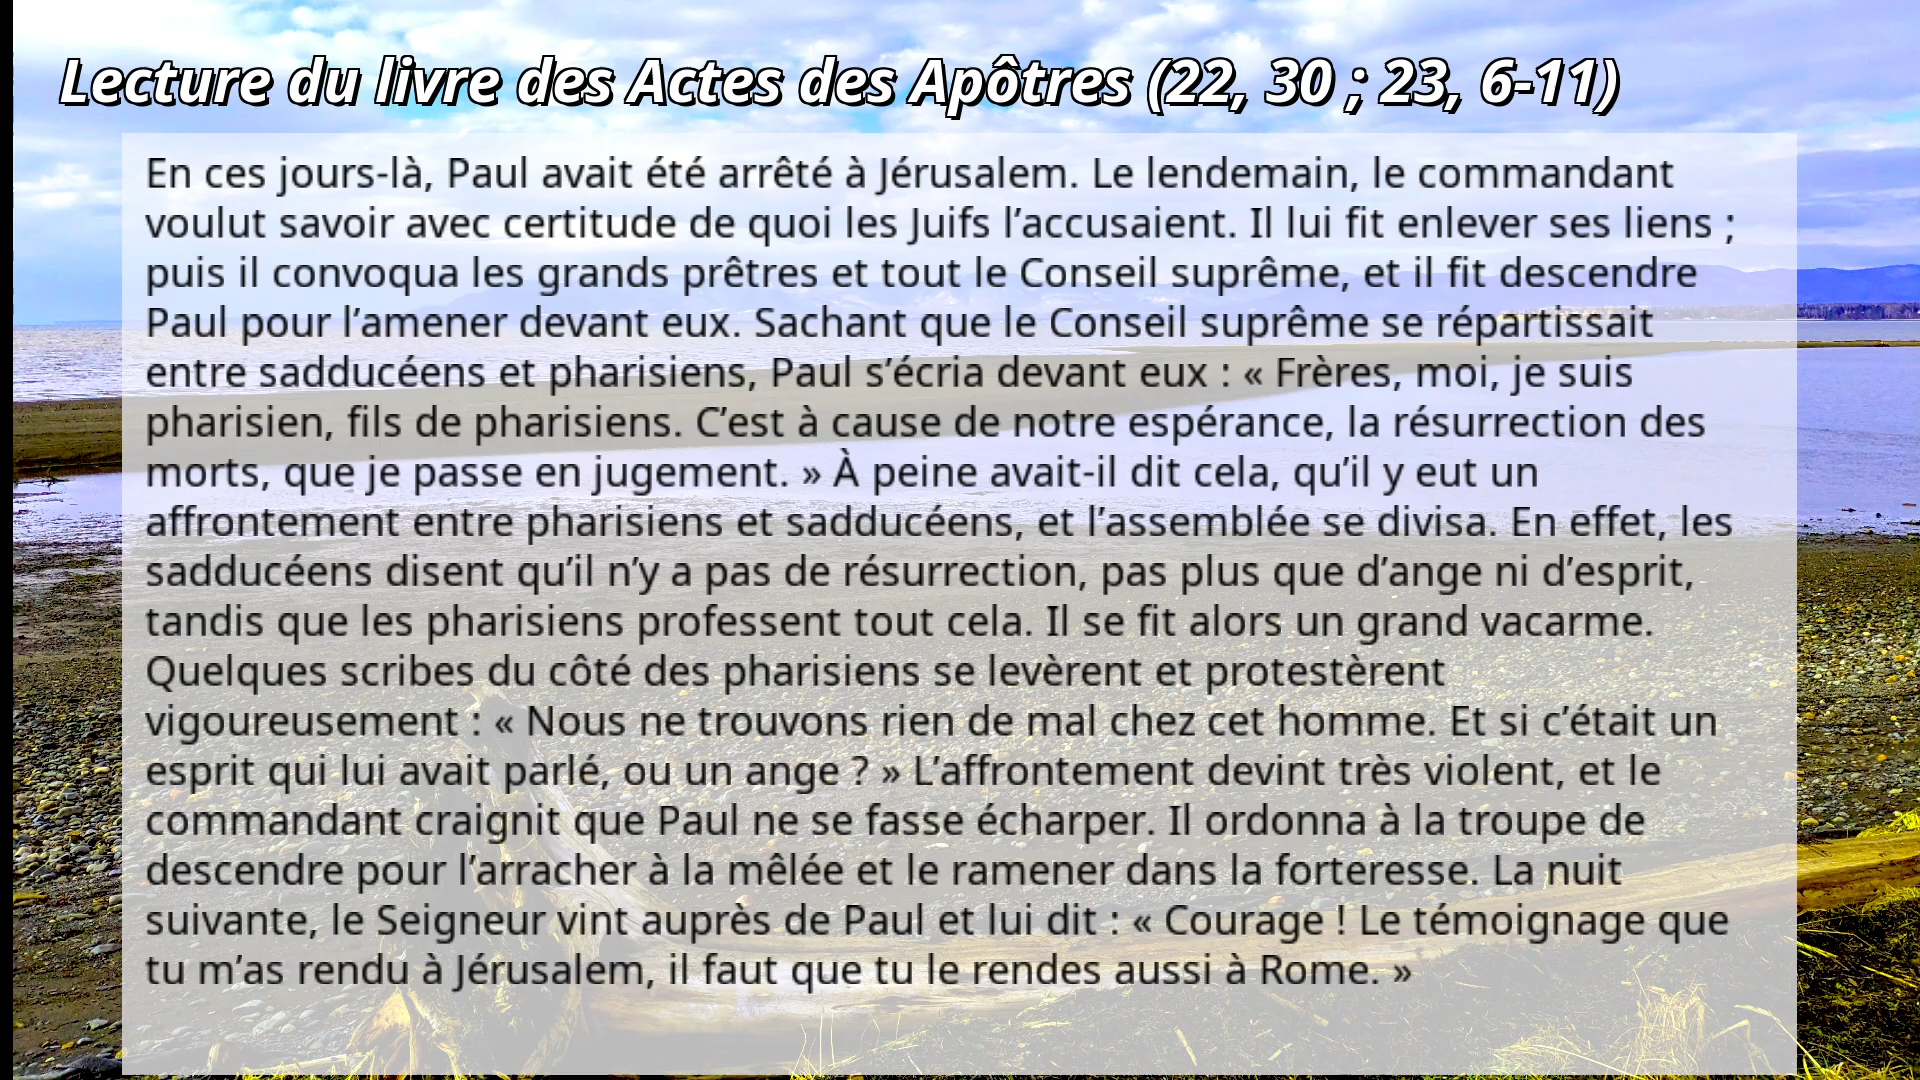 Lecture du livre des Actes des Apôtres (22, 30 ; 23, 6-11)
En ces jours-là, Paul avait été arrêté à Jérusalem. Le lendemain, le commandant
voulut savoir avec certitude de quoi les Juifs l’accusaient. Il lui fit enlever ses liens ;
puis il convoqua les grands prêtres et tout le Conseil suprême, et il fit descendre
Paul pour l’amener devant eux. Sachant que le Conseil suprême se répartissait
entre sadducéens et pharisiens, Paul s’écria devant eux : « Frères, moi, je suis
pharisien, fils de pharisiens. C’est à cause de notre espérance, la résurrection des
morts, que je passe en jugement. » À peine avait-il dit cela, qu’il y eut un
affrontement entre pharisiens et sadducéens, et l’assemblée se divisa. En effet, les
sadducéens disent qu’il n’y a pas de résurrection, pas plus que d’ange ni d’esprit,
tandis que les pharisiens professent tout cela. Il se fit alors un grand vacarme.
Quelques scribes du côté des pharisiens se levèrent et protestèrent
vigoureusement : « Nous ne trouvons rien de mal chez cet homme. Et si c’était un
esprit qui lui avait parlé, ou un ange ? » L’affrontement devint très violent, et le
commandant craignit que Paul ne se fasse écharper. Il ordonna à la troupe de
descendre pour l’arracher à la mêlée et le ramener dans la forteresse. La nuit
suivante, le Seigneur vint auprès de Paul et lui dit : « Courage ! Le témoignage que
tu m’as rendu à Jérusalem, il faut que tu le rendes aussi à Rome. »